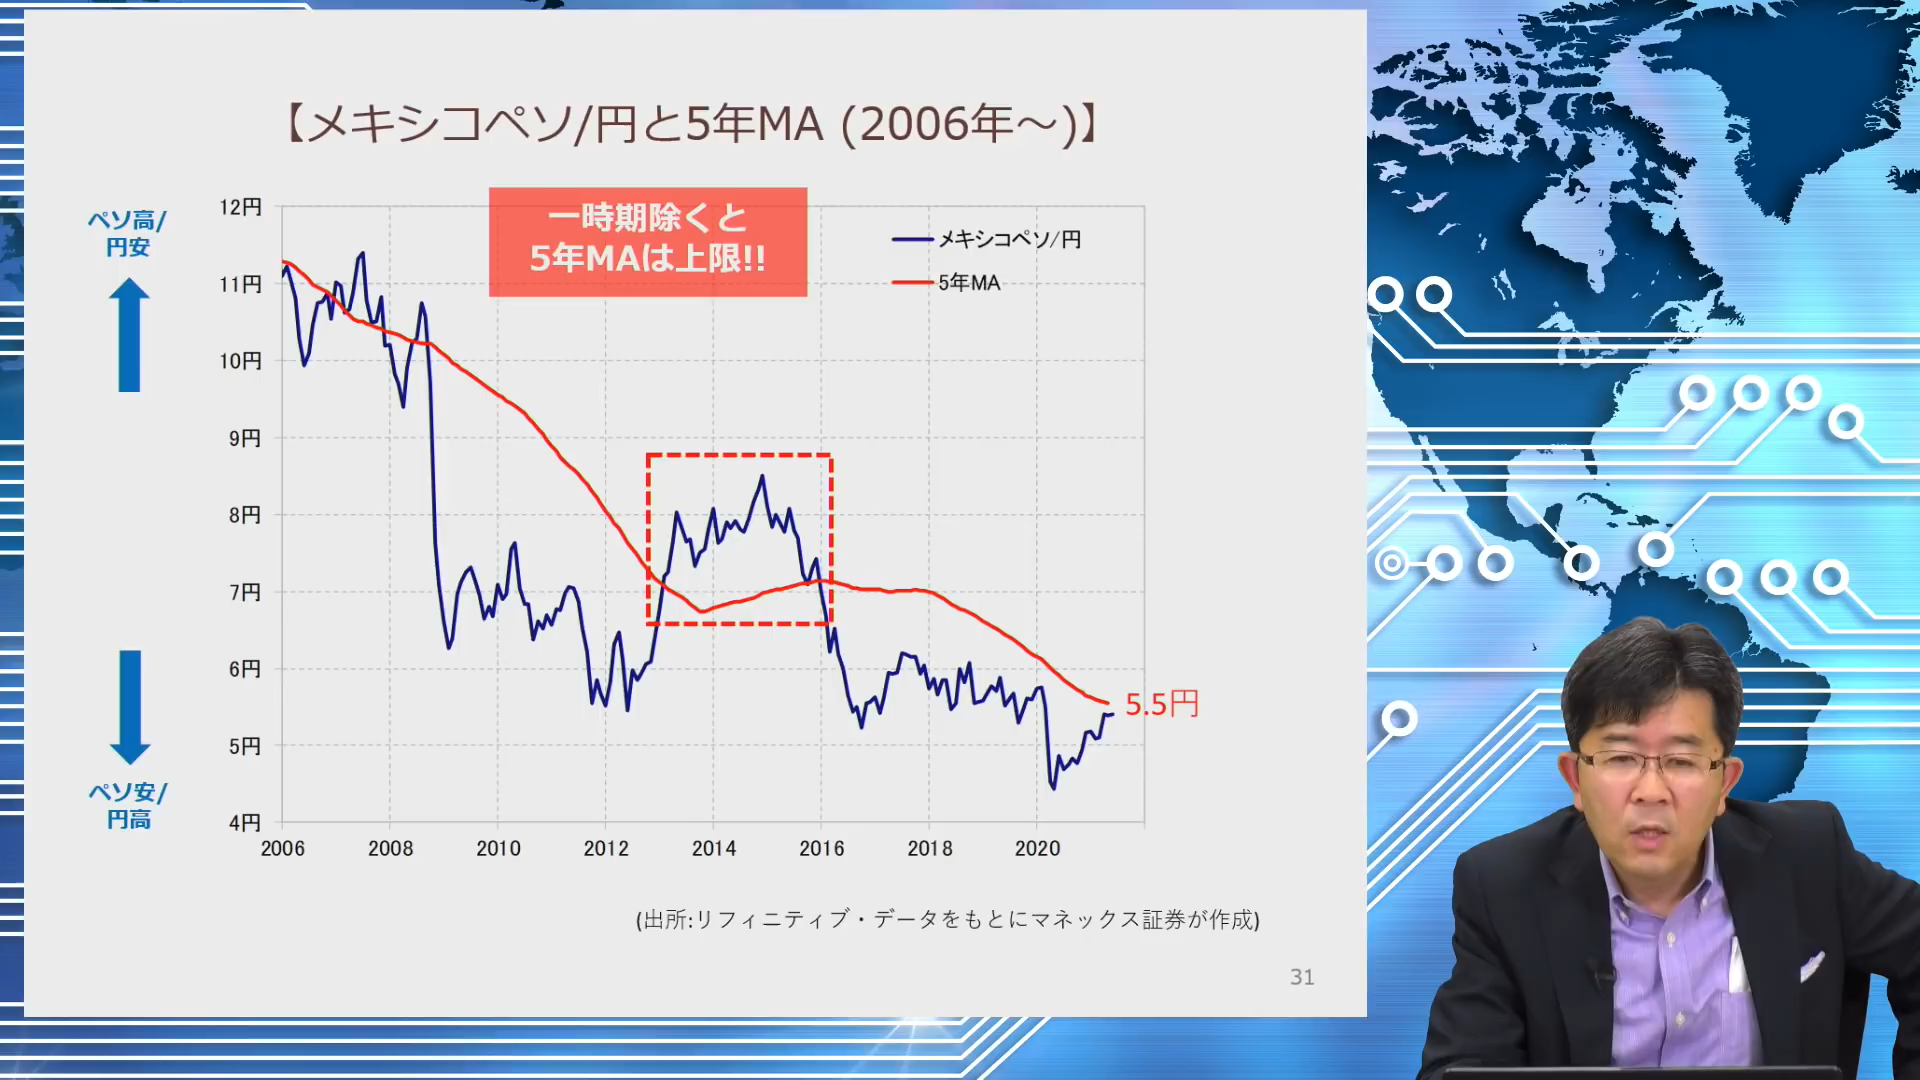 【メキシコペソ/円と5年MA (2006年～)】
ペソ高/
円安
ペソ安/
円高
一時期除くと
5年MAは上限!!
メキシコペソ/円
5年MA
12円
11円
10円
9円
8円
7円
6円
5円
4円
2006
2008
2010
2012
2014
2016
2018
2020
5.5円
(出所:リフィニティブ・データをもとにマネックス証券が作成)
31